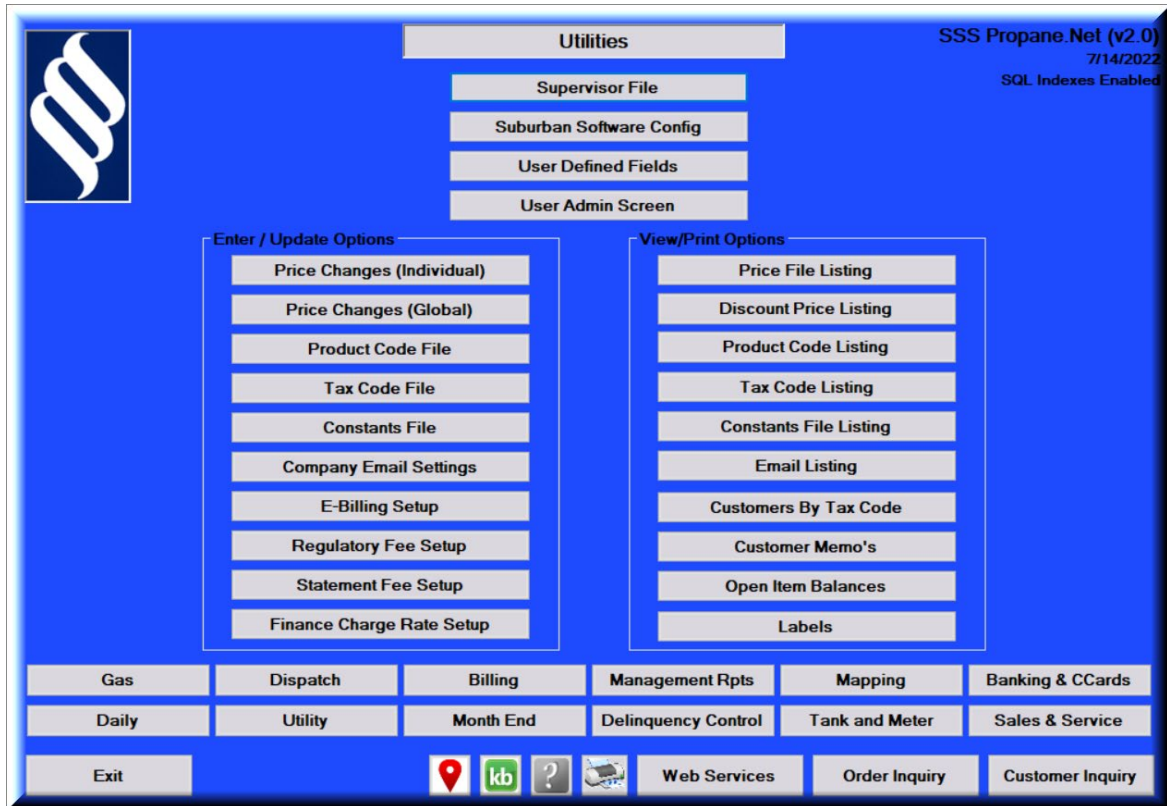 Utilities
SSS Propane.Net (v2.0)
7/14/2022
SQL Indexes Enabled
Supervisor File
Suburban Software Config
User Defined Fields
User Admin Screen
Enter / Update Options
Price Changes (Individual)
Price Changes (Global)
Product Code File
Tax Code File
Constants File
Company Email Settings
E-Billing Setup
Regulatory Fee Setup
Statement Fee Setup
Finance Charge Rate Setup
View/Print Options
Price File Listing
Discount Price Listing
Product Code Listing
Tax Code Listing
Constants File Listing
Email Listing
Customers By Tax Code
Customer Memo's
Open Item Balances
Labels
Gas Dispatch Billing Management Rpts Mapping Banking & CCards
Daily Utility Month End Delinquency Control Tank and Meter Sales & Service
Exit kb ? Web Services Order Inquiry Customer Inquiry